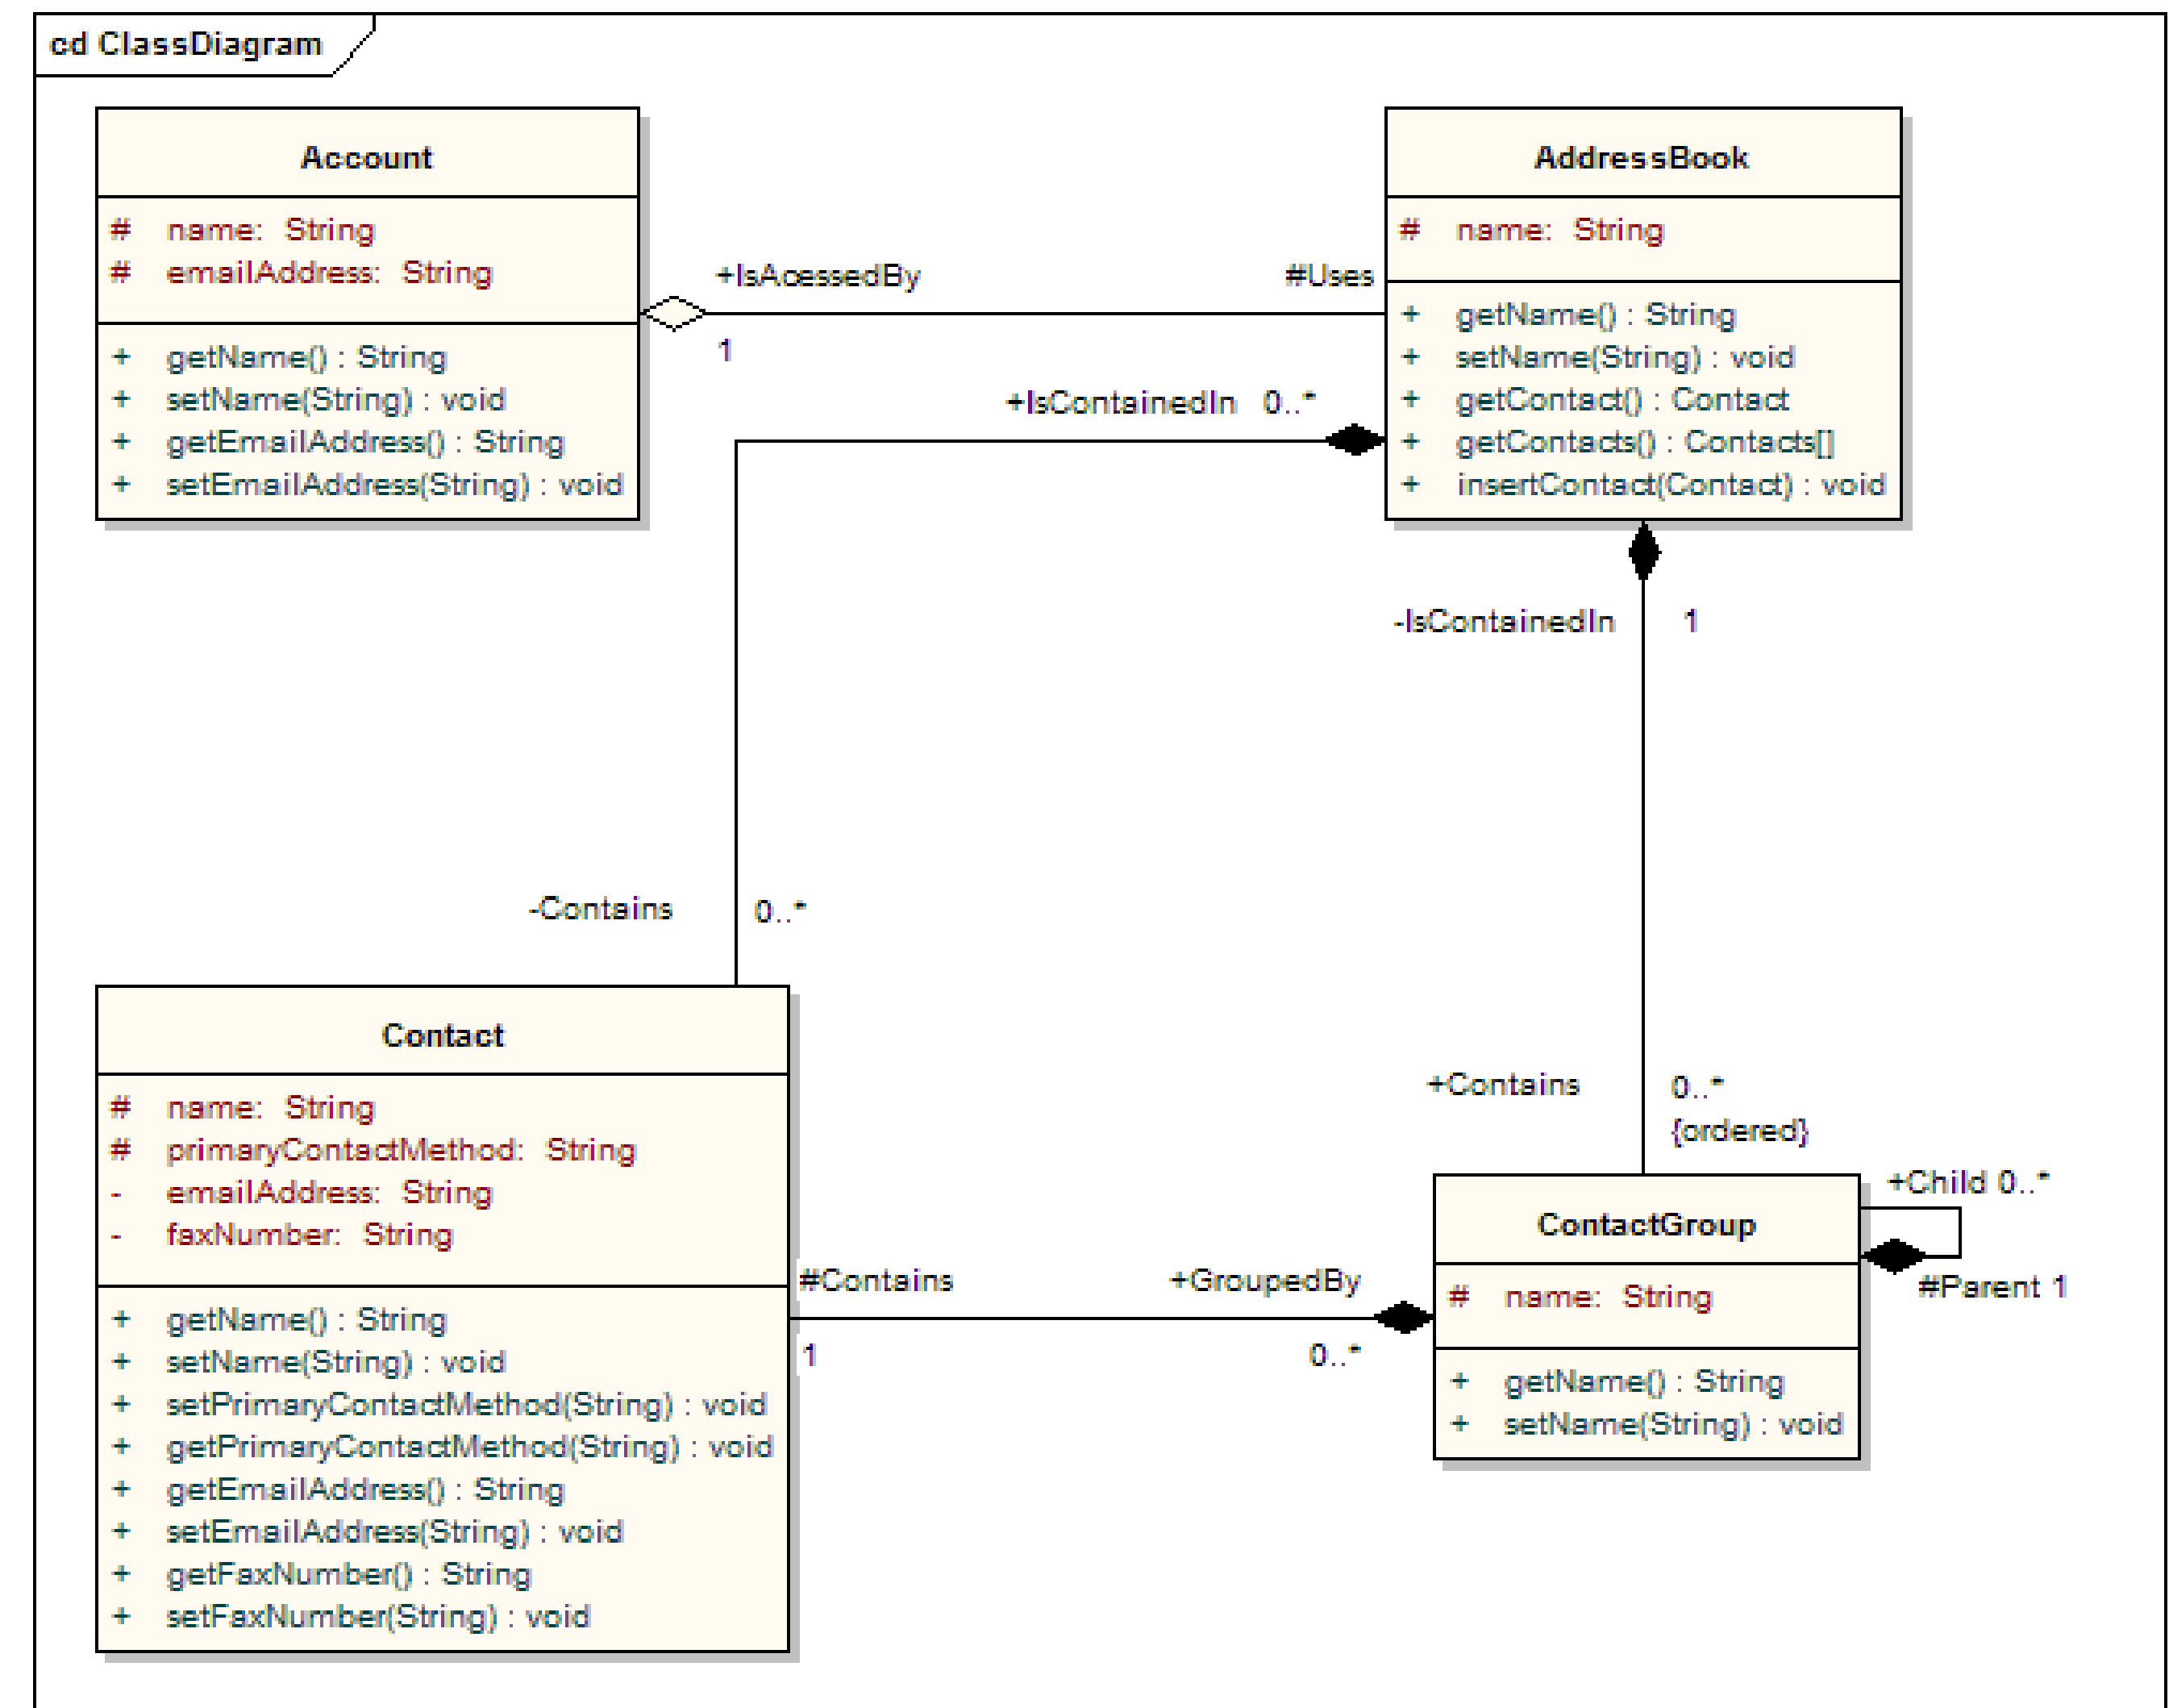 cd ClassDiagram
Account
# name: String
# emailAddress: String
+ getName() : String
+ setName(String) : void
+ getEmailAddress() : String
+ setEmailAddress(String) : void
+IsAcessedBy
1
#Uses
AddressBook
# name: String
+ getName() : String
+ setName(String) : void
+ getContact() : Contact
+ getContacts() : Contacts[]
+ insertContact(Contact) : void
+IsContainedIn 0..*
-IsContainedIn 1
-Contains 0..*
+Contains 0..*
{ordered}
Contact
# name: String
# primaryContactMethod: String
- emailAddress: String
- faxNumber: String
+ getName() : String
+ setName(String) : void
+ setPrimaryContactMethod(String) : void
+ getPrimaryContactMethod(String) : void
+ getEmailAddress() : String
+ setEmailAddress(String) : void
+ getFaxNumber() : String
+ setFaxNumber(String) : void
#Contains
1
+GroupedBy
0..*
ContactGroup
# name: String
+ getName() : String
+ setName(String) : void
+Child 0..*
#Parent 1